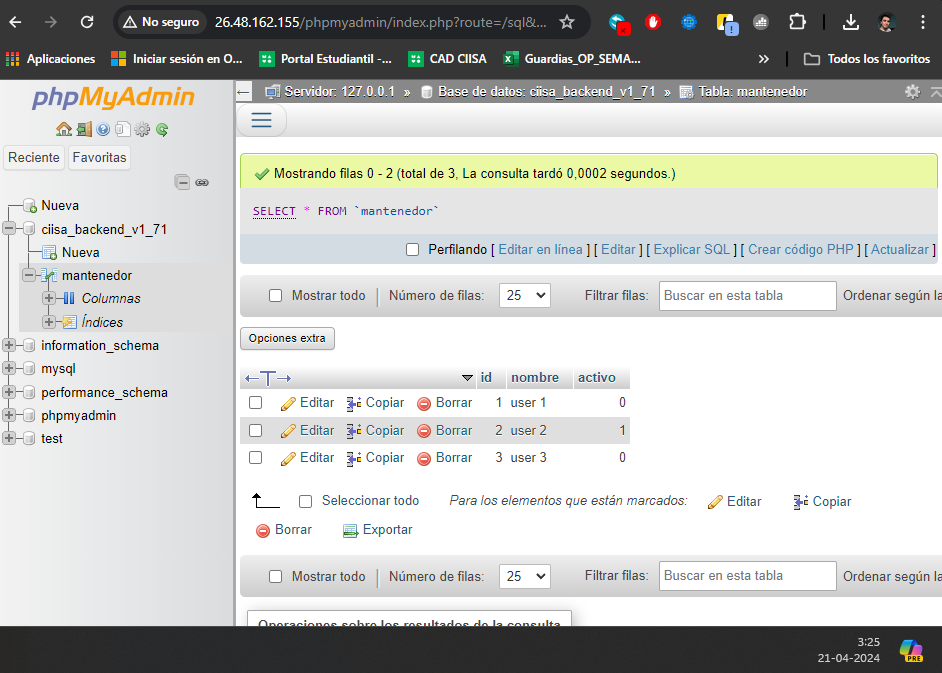 No seguro 26.48.162.155/phpmyadmin/index.php?route=/sql&...
Aplicaciones Iniciar sesión en O... Portal Estudiantil -... CAD CIISA Guardias_OP_SEMA... » Todos los favoritos
phpMyAdmin
Reciente Favoritas
Nueva
ciisa_backend_v1_71
Nueva
mantenedor
Columnas
Índices
information_schema
mysql
performance_schema
phpmyadmin
test
Servidor: 127.0.0.1 » Base de datos: ciisa_backend_v1_71 » Tabla: mantenedor
Mostrando filas 0 - 2 (total de 3, La consulta tardó 0,0002 segundos.)
SELECT * FROM `mantenedor`
Perfilando [ Editar en línea ] [ Editar ] [ Explicar SQL ] [ Crear código PHP ] [ Actualizar ]
Mostrar todo | Número de filas: 25 Filtrar filas: Buscar en esta tabla Ordenar según la
Opciones extra
←T→ id nombre activo
Editar Copiar Borrar 1 user 1 0
Editar Copiar Borrar 2 user 2 1
Editar Copiar Borrar 3 user 3 0
Seleccionar todo Para los elementos que están marcados: Editar Copiar
Borrar Exportar
Mostrar todo | Número de filas: 25 Filtrar filas: Buscar en esta tabla Ordenar según la
Operaciones sobre los resultados de la consulta
3:25
21-04-2024
PRE